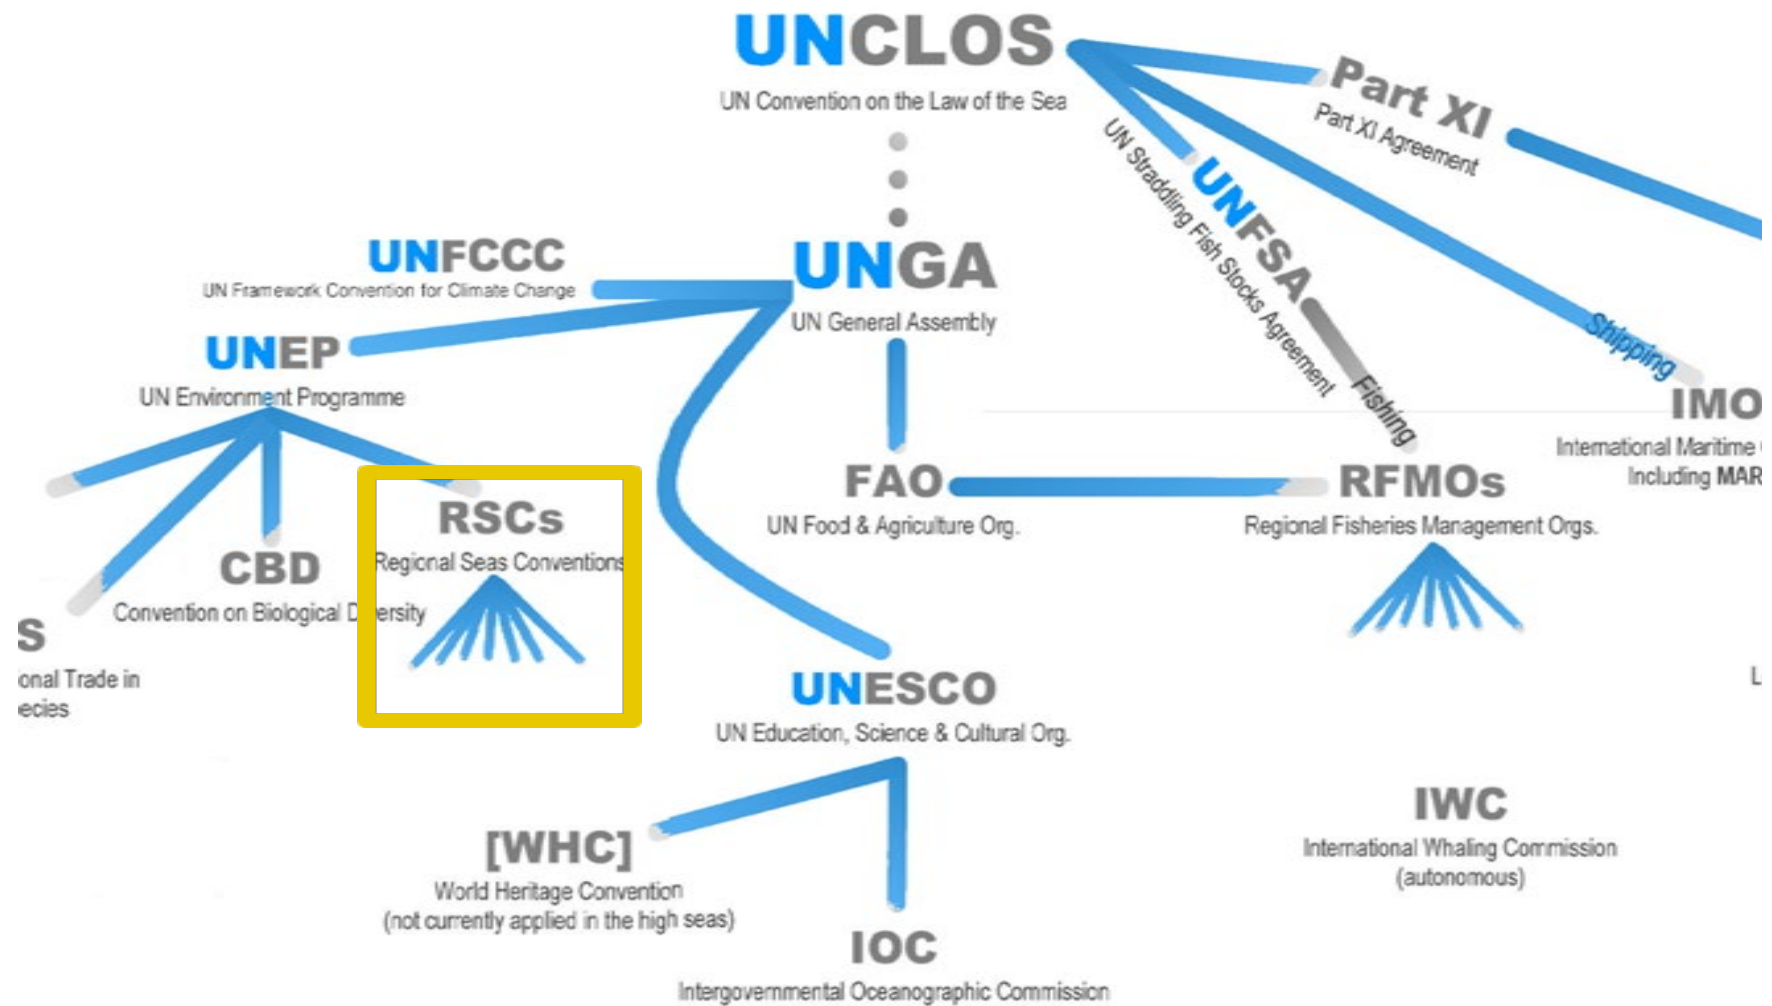 UNCLOS
UN Convention on the Law of the Sea
Part XI
Part XI Agreement
UNFSA
UN Straddling Fish Stocks Agreement
UNFCCC
UN Framework Convention for Climate Change
UNGA
UN General Assembly
Shipping
UNEP
UN Environment Programme
Fishing
IMO
International Maritime
Including MAR
FAO
UN Food & Agriculture Org.
RFMOs
Regional Fisheries Management Orgs.
RSCs
Regional Seas Conventions
CBD
Convention on Biological D ersity
S
onal Trade in
ecies
L
UNESCO
UN Education, Science & Cultural Org.
IWC
International Whaling Commission
(autonomous)
[WHC]
World Heritage Convention
(not currently applied in the high seas)
IOC
Intergovernmental Oceanographic Commission